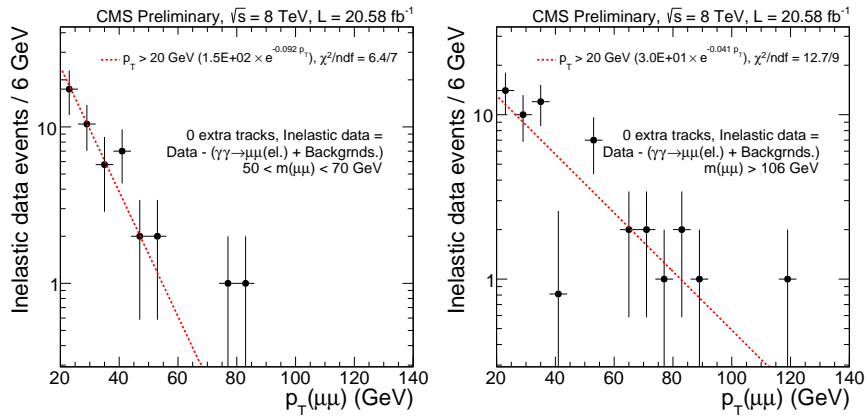 CMS Preliminary, √s = 8 TeV, L = 20.58 fb⁻¹
p_T > 20 GeV (1.5E+02 × e^{-0.092 p_T}), χ²/ndf = 6.4/7
0 extra tracks, Inelastic data =
Data - (γγ→μμ(el.) + Backgrnds.)
50 < m(μμ) < 70 GeV
Inelastic data events / 6 GeV
10
1
20 40 60 80 100 120 140
p_T(μμ) (GeV)
CMS Preliminary, √s = 8 TeV, L = 20.58 fb⁻¹
p_T > 20 GeV (3.0E+01 × e^{-0.041 p_T}), χ²/ndf = 12.7/9
0 extra tracks, Inelastic data =
Data - (γγ→μμ(el.) + Backgrnds.)
m(μμ) > 106 GeV
Inelastic data events / 6 GeV
10
1
20 40 60 80 100 120 140
p_T(μμ) (GeV)